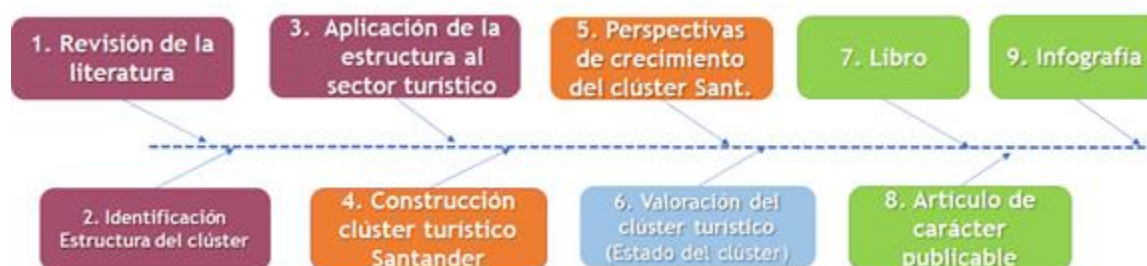 1. Revisión de la
literatura
3. Aplicación de la
estructura al
sector turístico
5. Perspectivas
de crecimiento
del clúster Sant.
7. Libro
9. Infografia
2. Identificación
Estructura del clúster
4. Construcción
clúster turístico
Santander
6. Valoración del
clúster turístico
(Estado del clúster)
8. Artículo de
carácter
publicable